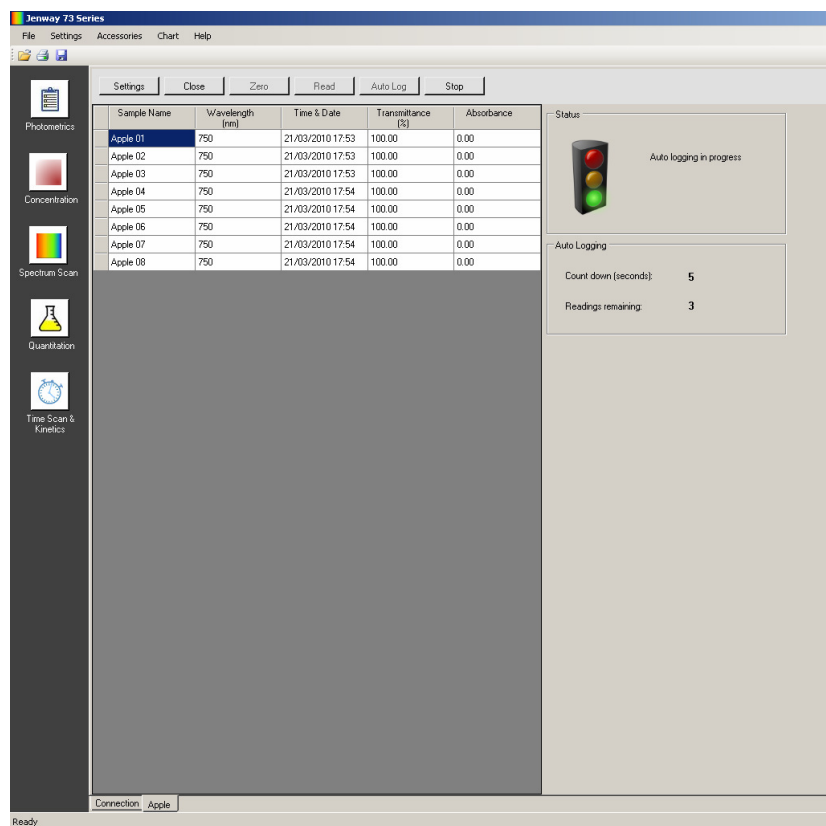 Jenway 73 Series
File Settings Accessories Chart Help
Settings Close Zero Read Auto Log Stop
Photometrics
Concentration
Spectrum Scan
Quantitation
Time Scan &
Kinetics
Sample Name Wavelength Time & Date Transmittance Absorbance
(nm) (%)
Apple 01 750 21/03/2010 17:53 100.00 0.00
Apple 02 750 21/03/2010 17:53 100.00 0.00
Apple 03 750 21/03/2010 17:53 100.00 0.00
Apple 04 750 21/03/2010 17:54 100.00 0.00
Apple 05 750 21/03/2010 17:54 100.00 0.00
Apple 06 750 21/03/2010 17:54 100.00 0.00
Apple 07 750 21/03/2010 17:54 100.00 0.00
Apple 08 750 21/03/2010 17:54 100.00 0.00
Status
Auto logging in progress
Auto Logging
Count down (seconds): 5
Readings remaining: 3
Connection Apple
Ready